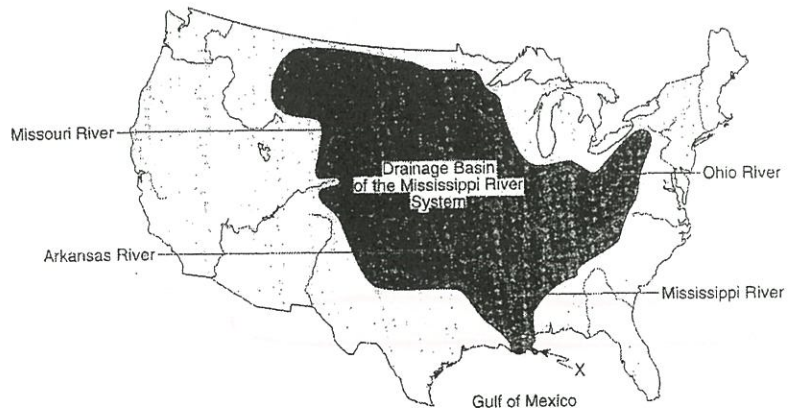 Missouri River
Drainage Basin
of the Mississippi River
System
Ohio River
Arkansas River
Mississippi River
X
Gulf of Mexico